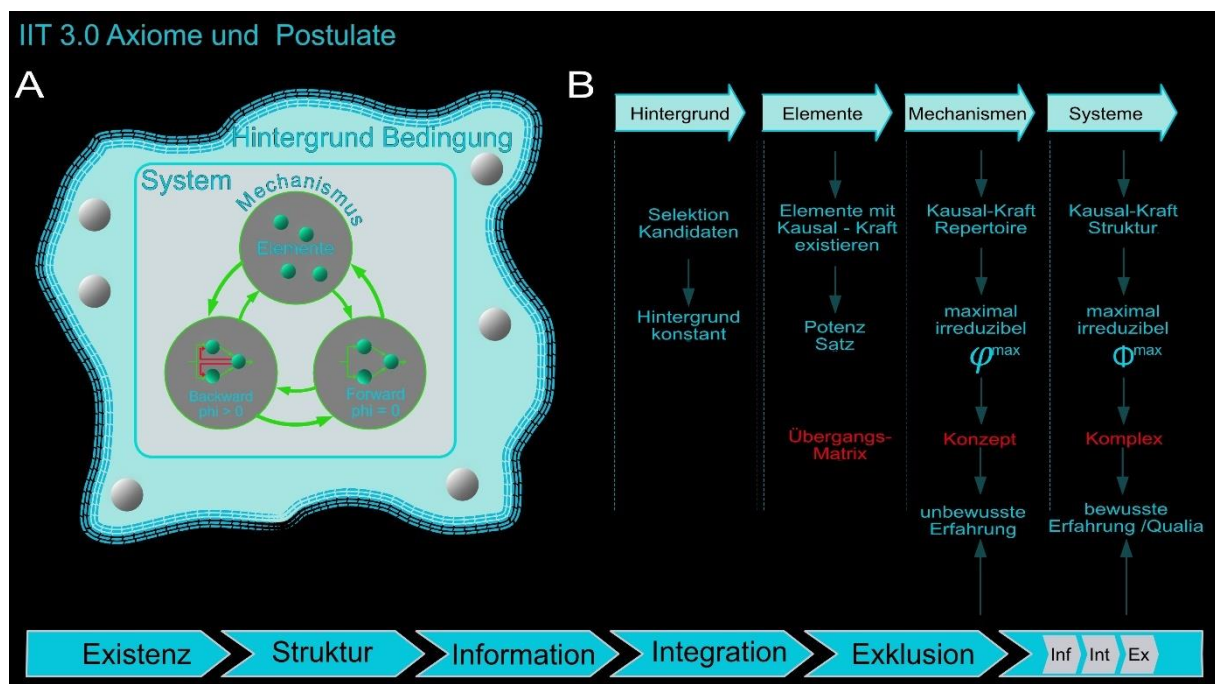 IIT 3.0 Axiome und Postulate
A
Hintergrund Bedingung
System
Mechanismus
Elemente
Backward
phi > 0
Forward
phi = 0
B
Hintergrund
Elemente
Mechanismen
Systeme
Selektion
Kandidaten
Hintergrund
konstant
Elemente mit
Kausal - Kraft
existieren
Potenz
Satz
Übergangs-
Matrix
Kausal-Kraft
Repertoire
maximal
irreduzibel
φmax
Konzept
unbewusste
Erfahrung
Kausal-Kraft
Struktur
maximal
irreduzibel
Φmax
Komplex
bewusste
Erfahrung /Qualia
Existenz
Struktur
Information
Integration
Exklusion
Inf
Int
Ex